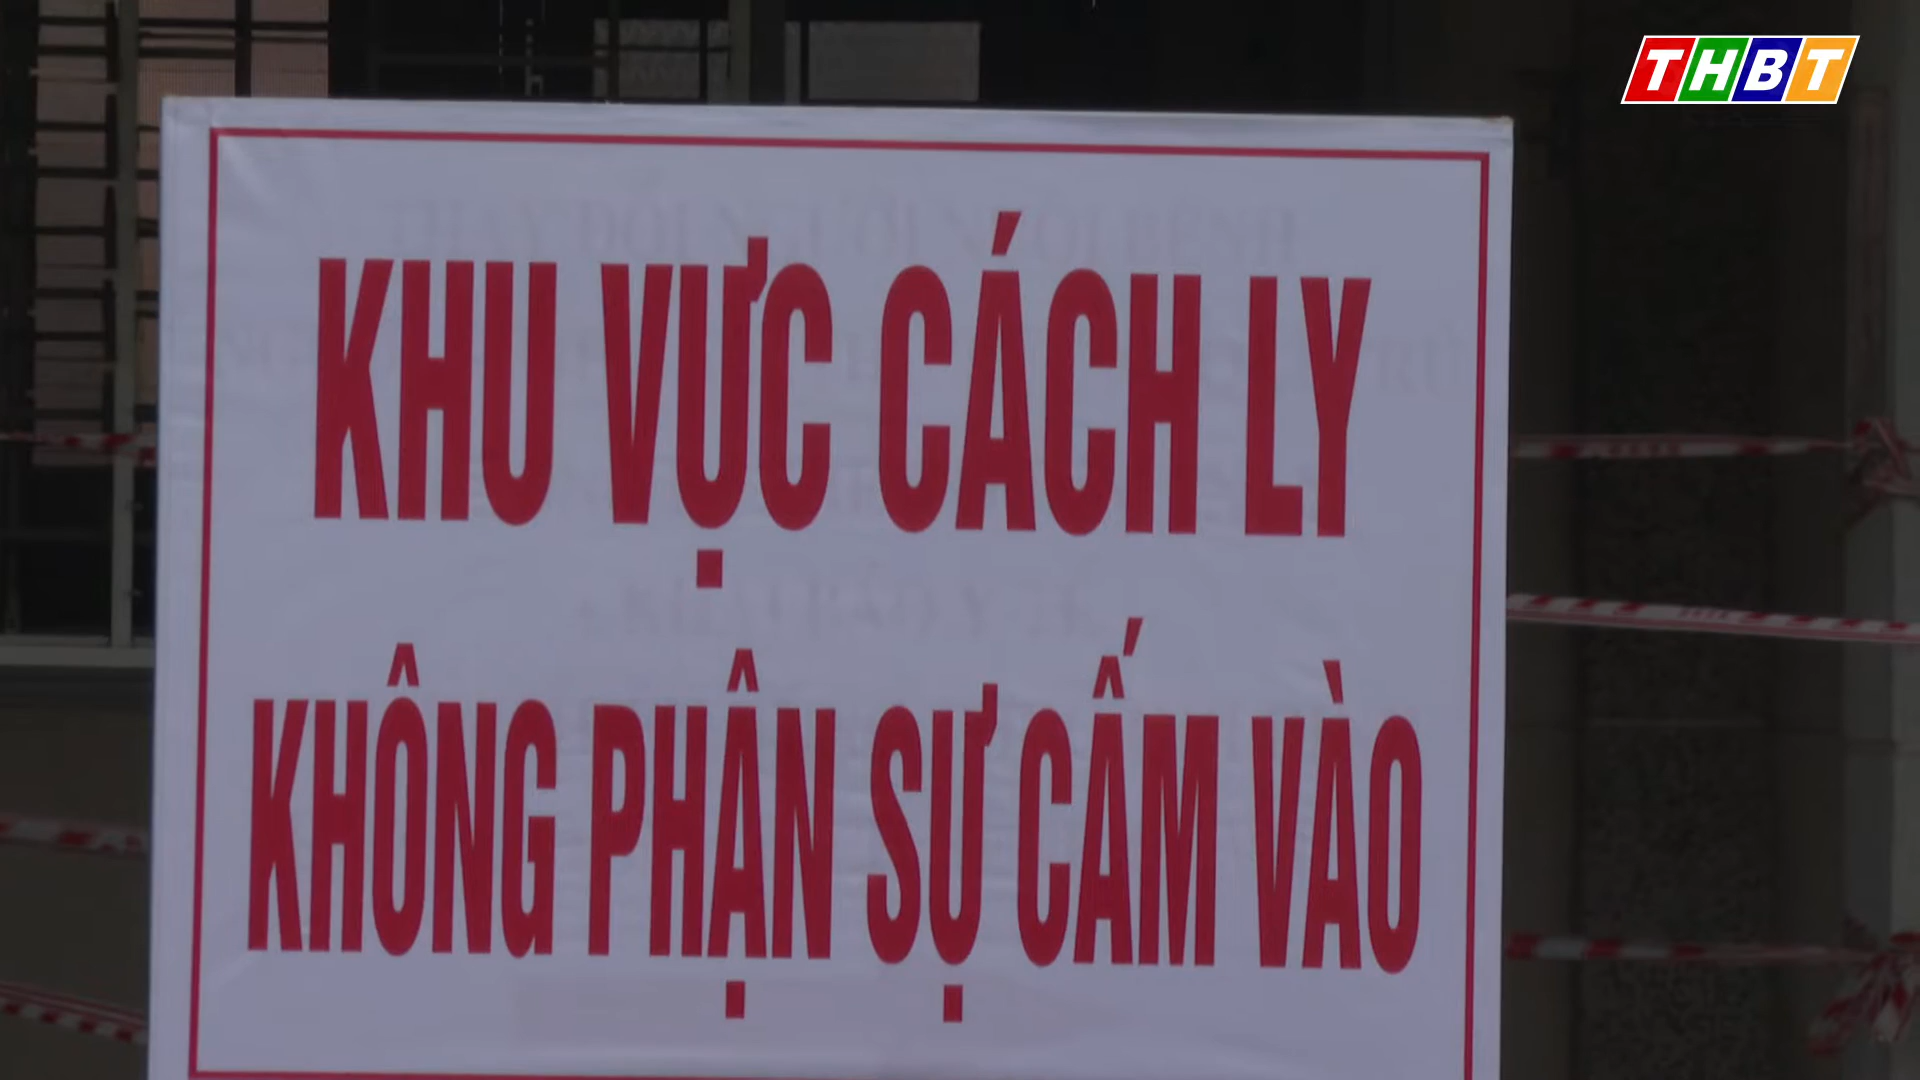 THBT
KHU VỰC CÁCH LY
KHÔNG PHẬN SỰ CẤM VÀO